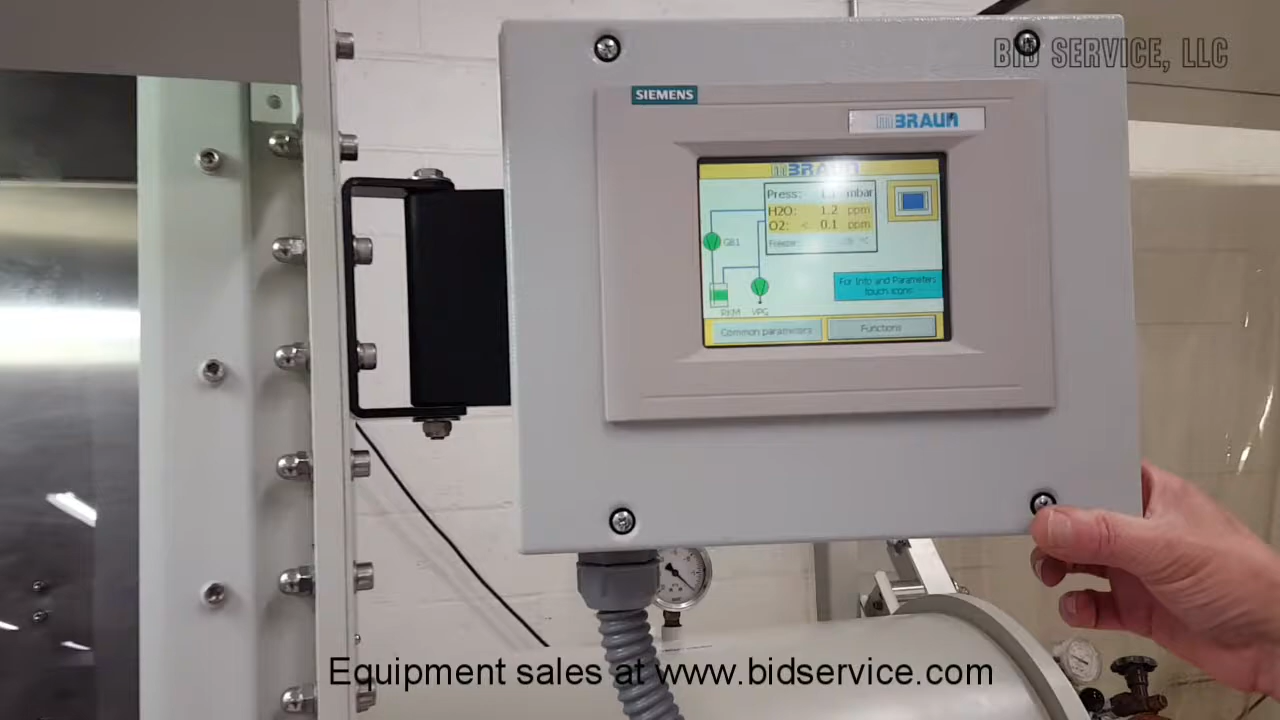 BID SERVICE, LLC
SIEMENS
mBRAUN
mBRAUN
Press: mbar
H2O: 1.2 ppm
O2: < 0.1 ppm
Freezer
GB1
For Info and Parameters
touch icons
RKM VPG
Common parameters Functions
Equipment sales at www.bidservice.com